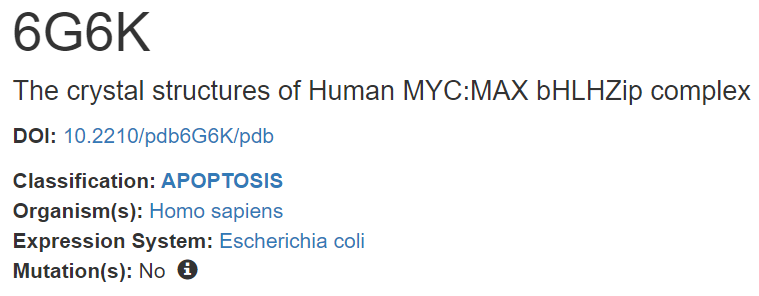 6G6K
The crystal structures of Human MYC:MAX bHLHZip complex
DOI: 10.2210/pdb6G6K/pdb
Classification: APOPTOSIS
Organism(s): Homo sapiens
Expression System: Escherichia coli
Mutation(s): No